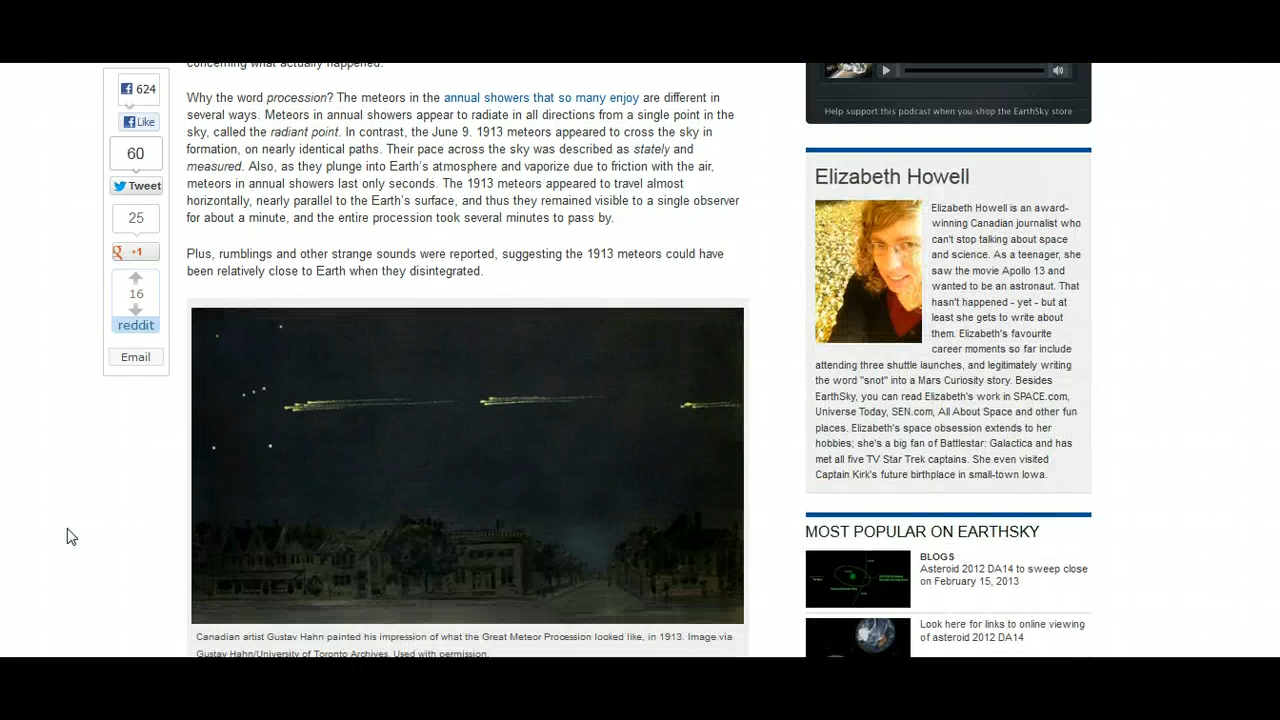 concerning what actually happened.
624
Like
60
Tweet
25
+1
16
reddit
Email
Why the word procession? The meteors in the annual showers that so many enjoy are different in
several ways. Meteors in annual showers appear to radiate in all directions from a single point in the
sky, called the radiant point. In contrast, the June 9. 1913 meteors appeared to cross the sky in
formation, on nearly identical paths. Their pace across the sky was described as stately and
measured. Also, as they plunge into Earth's atmosphere and vaporize due to friction with the air,
meteors in annual showers last only seconds. The 1913 meteors appeared to travel almost
horizontally, nearly parallel to the Earth's surface, and thus they remained visible to a single observer
for about a minute, and the entire procession took several minutes to pass by.
Plus, rumblings and other strange sounds were reported, suggesting the 1913 meteors could have
been relatively close to Earth when they disintegrated.
Canadian artist Gustav Hahn painted his impression of what the Great Meteor Procession looked like, in 1913. Image via
Gustav Hahn/University of Toronto Archives. Used with permission.
Help support this podcast when you shop the EarthSky store
Elizabeth Howell
Elizabeth Howell is an award-
winning Canadian journalist who
can't stop talking about space
and science. As a teenager, she
saw the movie Apollo 13 and
wanted to be an astronaut. That
hasn't happened - yet - but at
least she gets to write about
them. Elizabeth's favourite
career moments so far include
attending three shuttle launches, and legitimately writing
the word "snot" into a Mars Curiosity story. Besides
EarthSky, you can read Elizabeth's work in SPACE.com,
Universe Today, SEN.com, All About Space and other fun
places. Elizabeth's space obsession extends to her
hobbies; she's a big fan of Battlestar: Galactica and has
met all five TV Star Trek captains. She even visited
Captain Kirk's future birthplace in small-town Iowa.
MOST POPULAR ON EARTHSKY
BLOGS
Asteroid 2012 DA14 to sweep close
on February 15, 2013
Look here for links to online viewing
of asteroid 2012 DA14